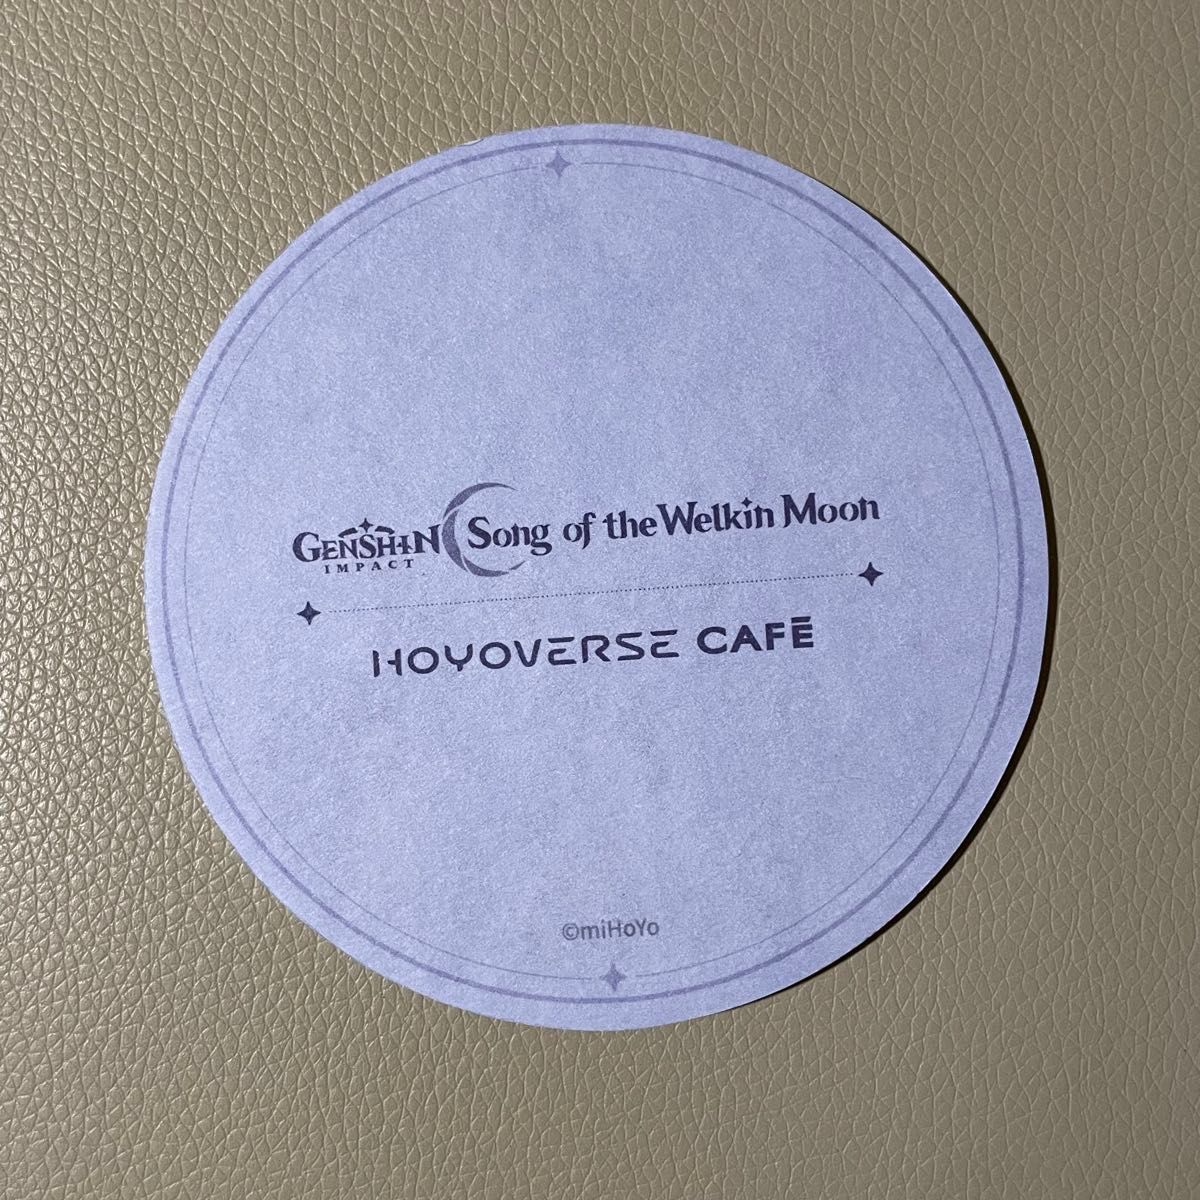 GENSHIN IMPACT Song of the Welkin Moon
HOYOVERSE CAFÉ
©miHoYo